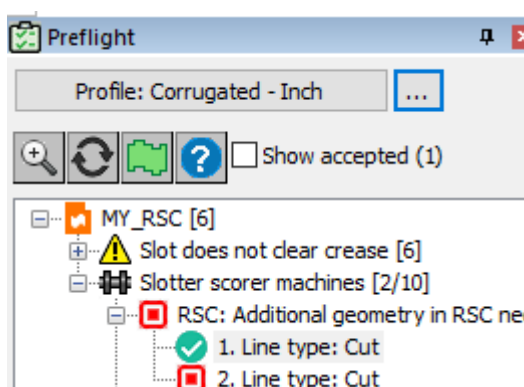 Preflight
Profile: Corrugated - Inch
...
Show accepted (1)
MY_RSC [6]
Slot does not clear crease [6]
Slotter scorer machines [2/10]
RSC: Additional geometry in RSC
1. Line type: Cut
2. Line type: Cut